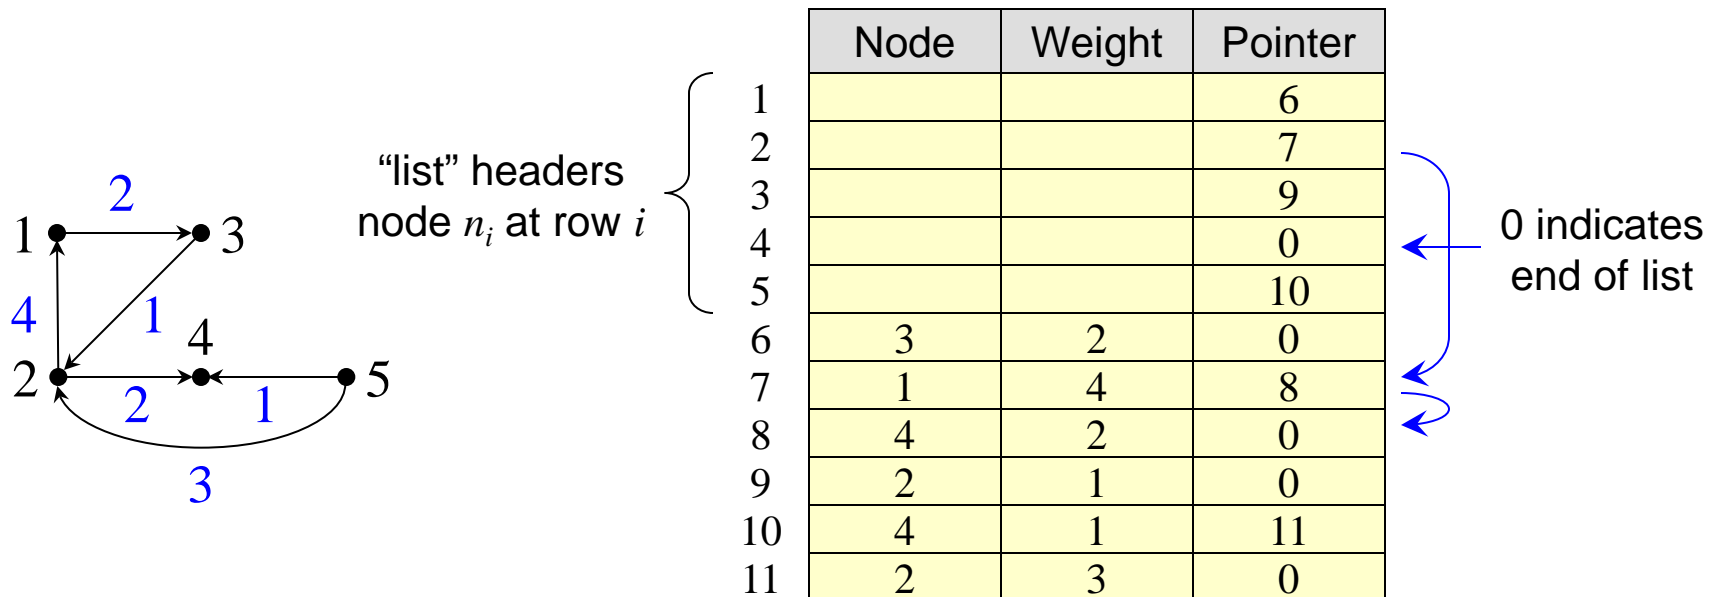 2
1 3
4 1
4
2 5
2 1
3
“list” headers
node nᵢ at row i
Node Weight Pointer
1 6
2 7
3 9
4 0
5 10
6 3 2 0
7 1 4 8
8 4 2 0
9 2 1 0
10 4 1 11
11 2 3 0
0 indicates
end of list